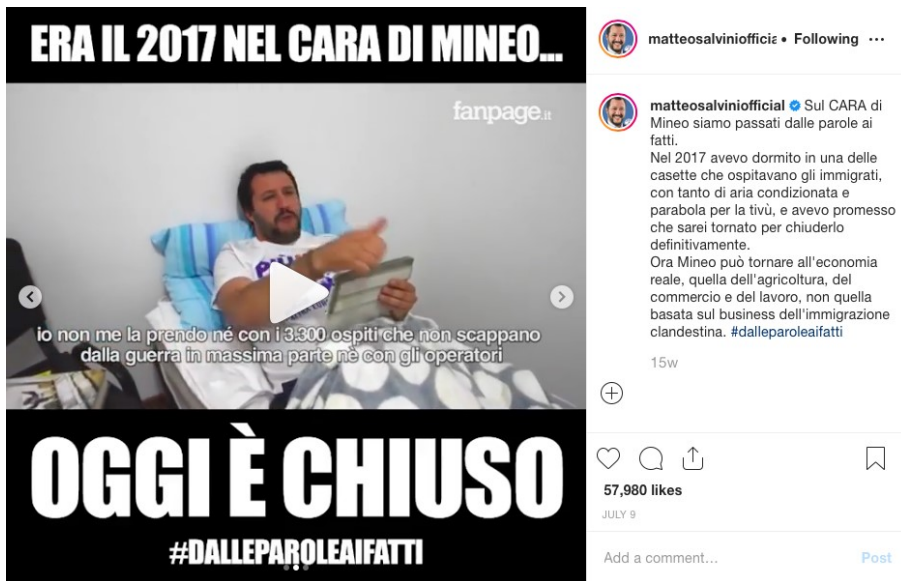 ERA IL 2017 NEL CARA DI MINEO...
fanpage.it
io non me la prendo né con i 3.300 ospiti che non scappano
dalla guerra in massima parte nè con gli operatori
OGGI È CHIUSO
#DALLEPAROLEAIFATTI
matteosalviniofficia • Following •••
matteosalviniofficial Sul CARA di
Mineo siamo passati dalle parole ai
fatti.
Nel 2017 avevo dormito in una delle
casette che ospitavano gli immigrati,
con tanto di aria condizionata e
parabola per la tivù, e avevo promesso
che sarei tornato per chiuderlo
definitivamente.
Ora Mineo può tornare all'economia
reale, quella dell'agricoltura, del
commercio e del lavoro, non quella
basata sul business dell'immigrazione
clandestina. #dalleparoleaifatti
15w
57,980 likes
JULY 9
Add a comment... Post